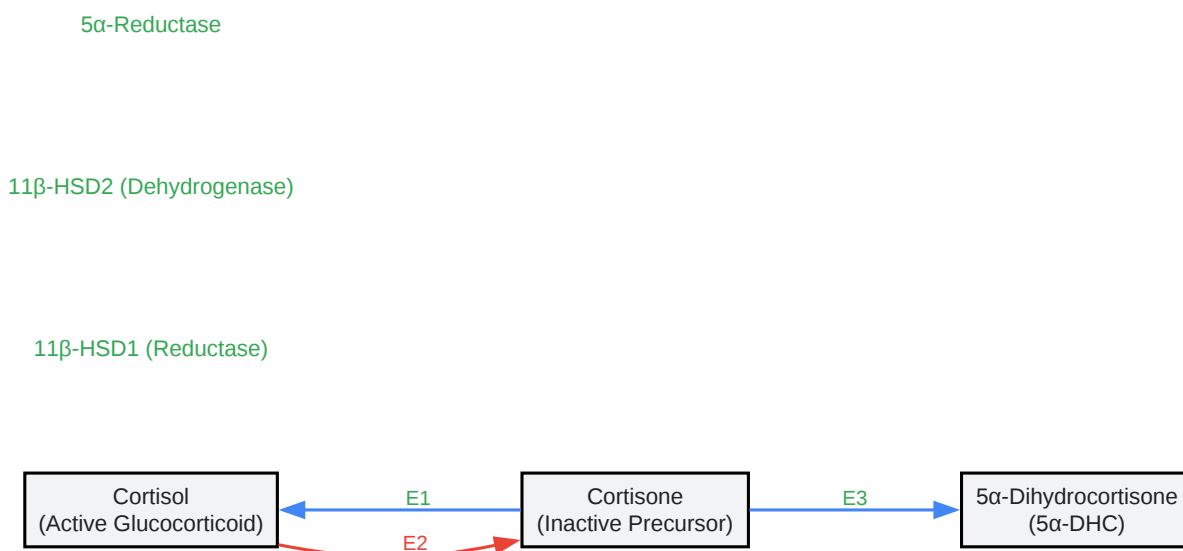 5α-Reductase
11β-HSD2 (Dehydrogenase)
11β-HSD1 (Reductase)
Cortisol
(Active Glucocorticoid)
E1
E2
Cortisone
(Inactive Precursor)
E3
5α-Dihydrocortisone
(5α-DHC)